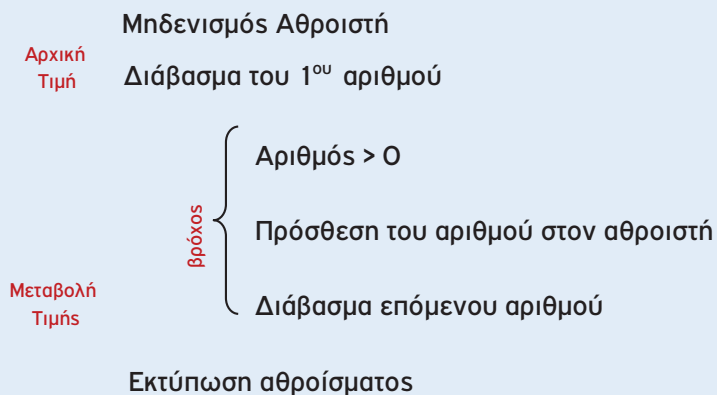 Μηδενισμός Αθροιστή
Αρχική
Τιμή
Διάβασμα του 1ου αριθμού
Αριθμός > 0
βρόχος
Πρόσθεση του αριθμού στον αθροιστή
Μεταβολή
Τιμής
Διάβασμα επόμενου αριθμού
Εκτύπωση αθροίσματος